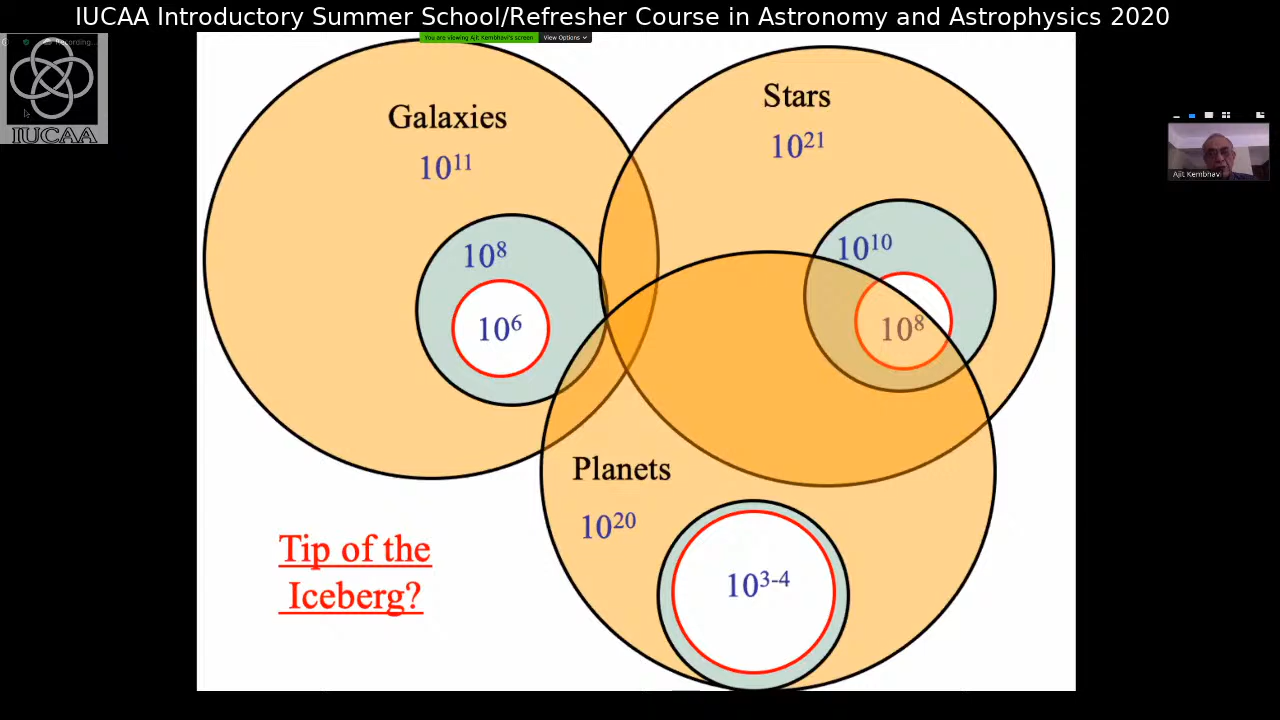 IUCAA Introductory Summer School/Refresher Course in Astronomy and Astrophysics 2020
You are viewing Ajit Kembhavi's screen
View Options
Recording...
IUCAA
Ajit Kembhavi
Galaxies
10¹¹
10⁸
10⁶
Stars
10²¹
10¹⁰
10⁸
Planets
10²⁰
10³⁻⁴
Tip of the
Iceberg?